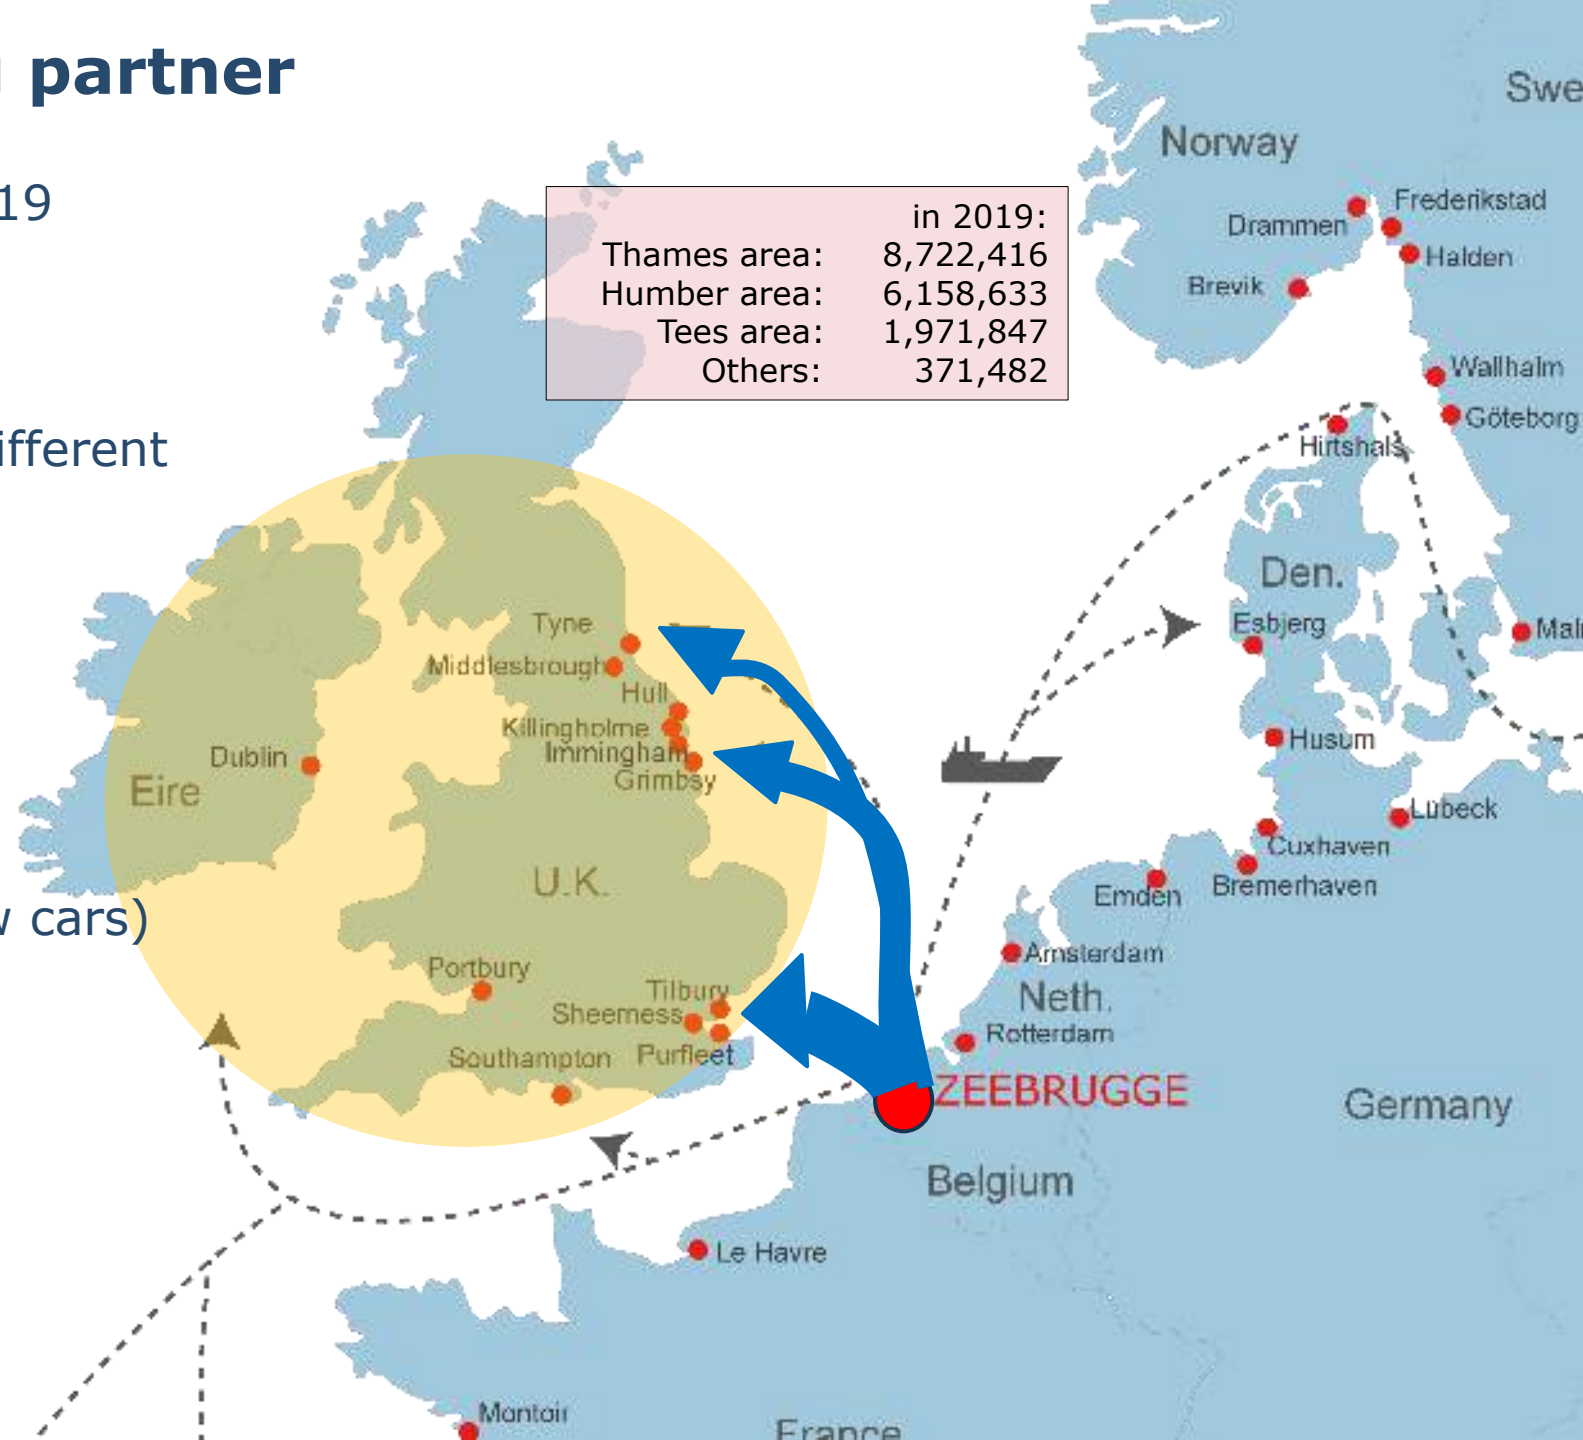 partner
19
in 2019:
Thames area: 8,722,416
Humber area: 6,158,633
Tees area: 1,971,847
Others: 371,482
ifferent
cars)
Swe
Norway
Frederikstad
Drammen
Halden
Brevik
Wallhalm
Göteborg
Hirtshals
Den.
Esbjerg
Husum
Lübeck
Cuxhaven
Bremerhaven
Emden
Amsterdam
Neth.
Rotterdam
ZEEBRUGGE
Germany
Belgium
Tyne
Middlesbrough
Hull
Killingholme
Immingham
Grimbsy
Dublin
Eire
U.K.
Portbury
Tilbury
Sheerness
Purfleet
Southampton
Le Havre
Montoir
France